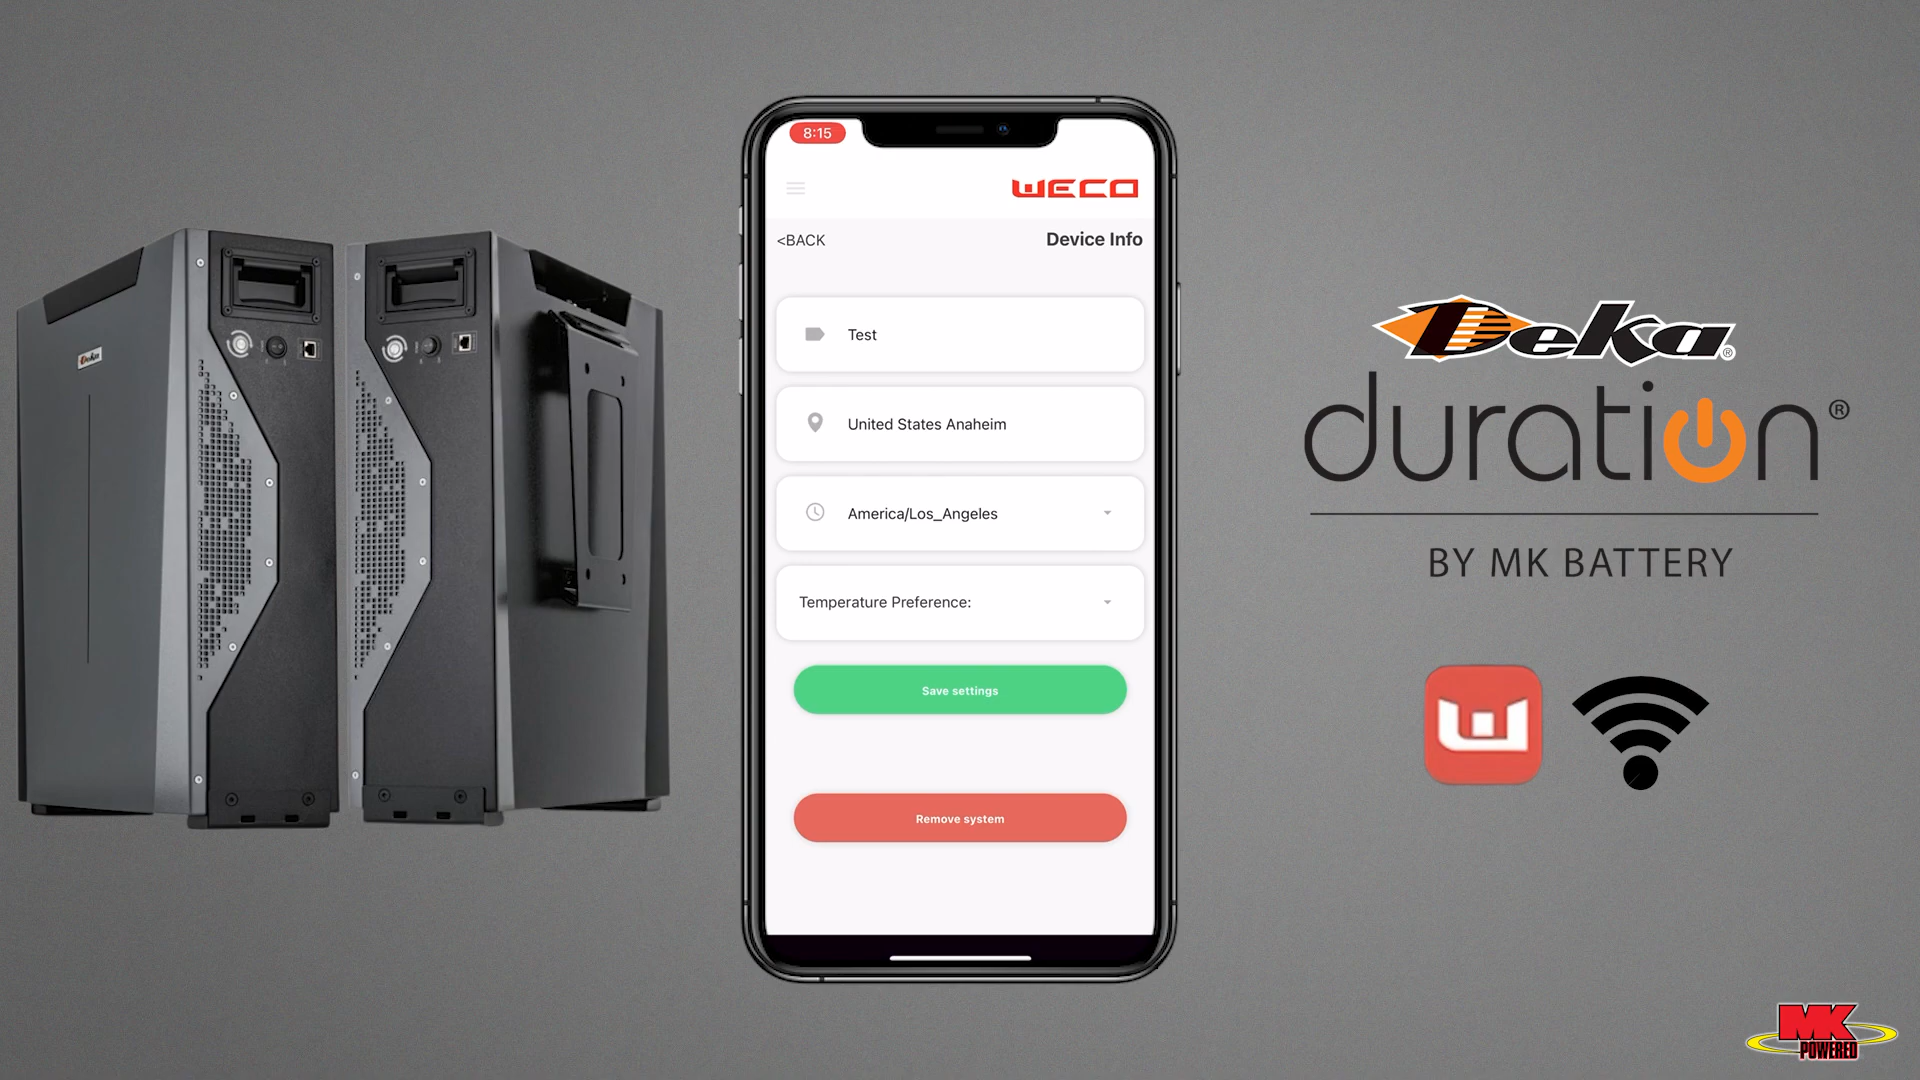 8:15
WECO
<BACK
Device Info
Test
United States Anaheim
America/Los_Angeles
Temperature Preference:
Save settings
Remove system
Deka
Deka®
duration®
BY MK BATTERY
MK
POWERED